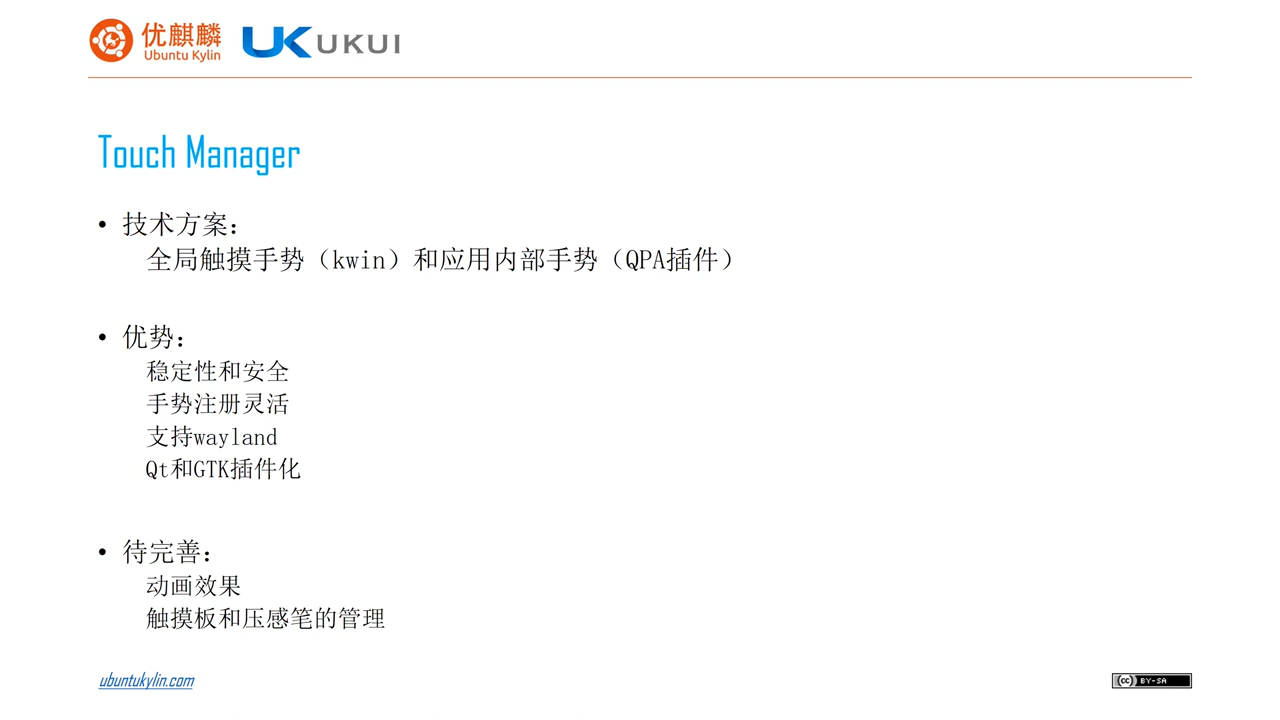 优麒麟
Ubuntu Kylin
UK UKUI
Touch Manager
• 技术方案：
全局触摸手势（kwin）和应用内部手势（QPA插件）
• 优势：
稳定性和安全
手势注册灵活
支持wayland
Qt和GTK插件化
• 待完善：
动画效果
触摸板和压感笔的管理
ubuntukylin.com
cc BY-SA